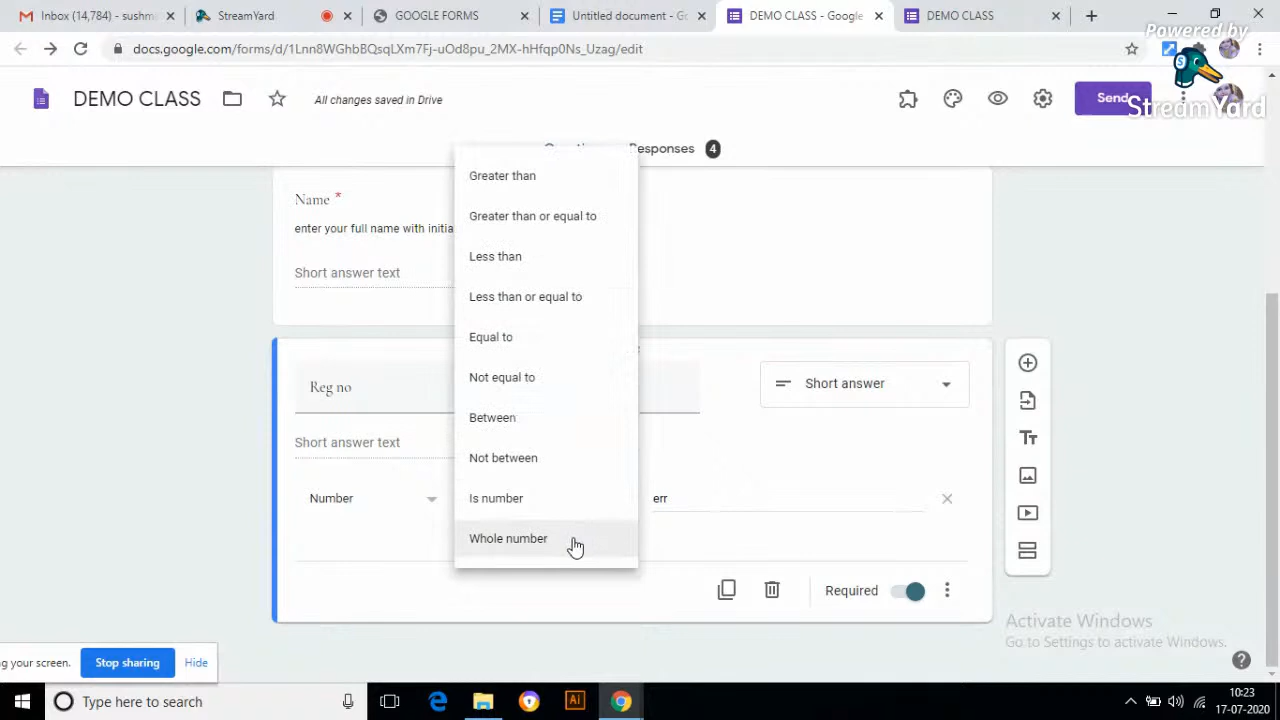 Inbox (14,784) - sushm
StreamYard
GOOGLE FORMS
Untitled document - Go
DEMO CLASS - Google
DEMO CLASS
docs.google.com/forms/d/1Lnn8WGhbBQsqLXm7Fj-uOd8pu_2MX-hHfqp0Ns_Uzag/edit
Powered by
StreamYard
DEMO CLASS
All changes saved in Drive
Send
Responses 4
Name *
enter your full name with initia
Short answer text
Greater than
Greater than or equal to
Less than
Less than or equal to
Equal to
Not equal to
Between
Not between
Is number
Whole number
Reg no
Short answer
Short answer text
Number
err
Required
Activate Windows
Go to Settings to activate Windows.
ng your screen.
Stop sharing
Hide
Type here to search
10:23
17-07-2020